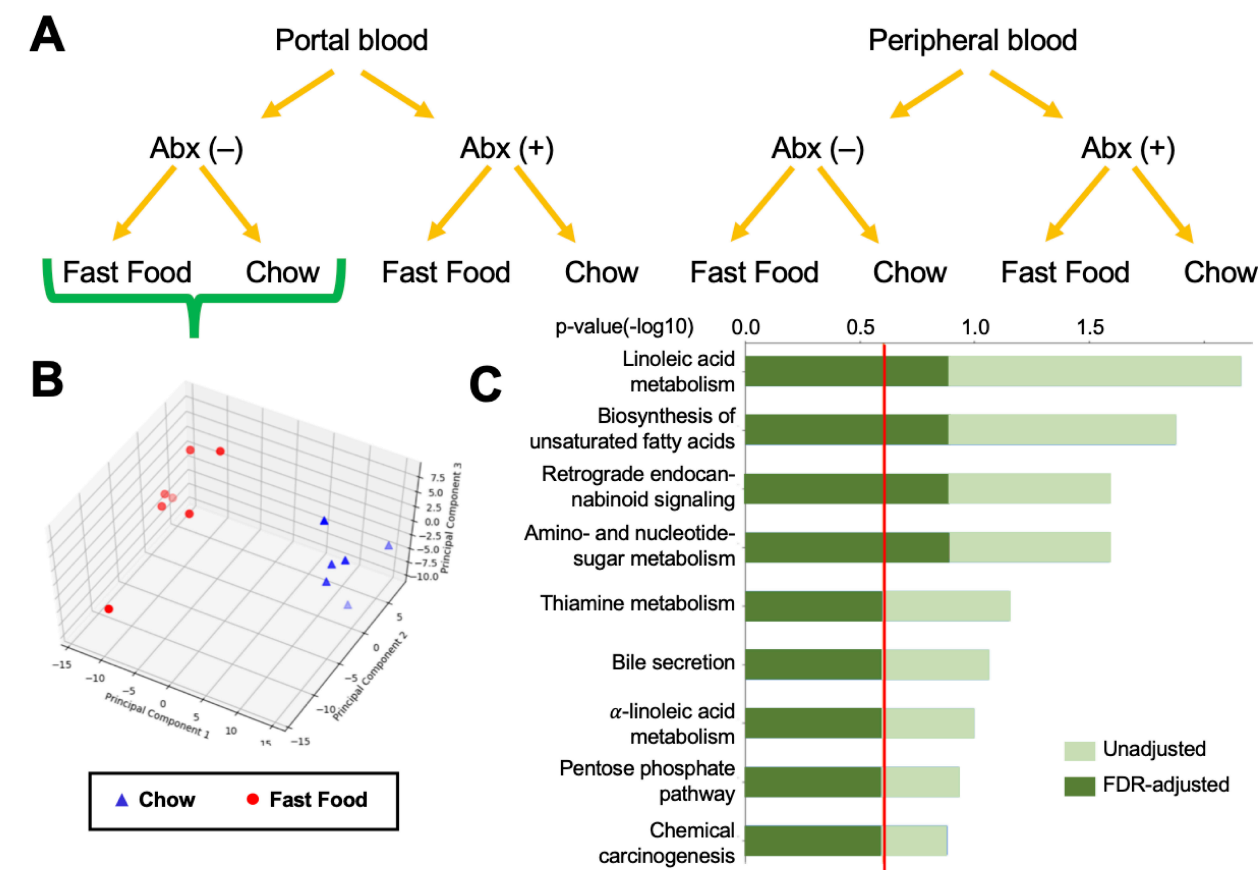 A
Portal blood
Peripheral blood
Abx (–)
Abx (+)
Abx (–)
Abx (+)
Fast Food
Chow
Fast Food
Chow
Fast Food
Chow
Fast Food
Chow
B
7.5
5.0
2.5
0.0
−2.5
−5.0
−7.5
−10.0
Principal Component 3
5
0
−5
−10
−15
Principal Component 2
−15
−10
−5
0
5
10
15
Principal Component 1
Chow
Fast Food
C
p-value(-log10)
0.0
0.5
1.0
1.5
Linoleic acid
metabolism
Biosynthesis of
unsaturated fatty acids
Retrograde endocan-
nabinoid signaling
Amino- and nucleotide-
sugar metabolism
Thiamine metabolism
Bile secretion
α-linoleic acid
metabolism
Pentose phosphate
pathway
Chemical
carcinogenesis
Unadjusted
FDR-adjusted